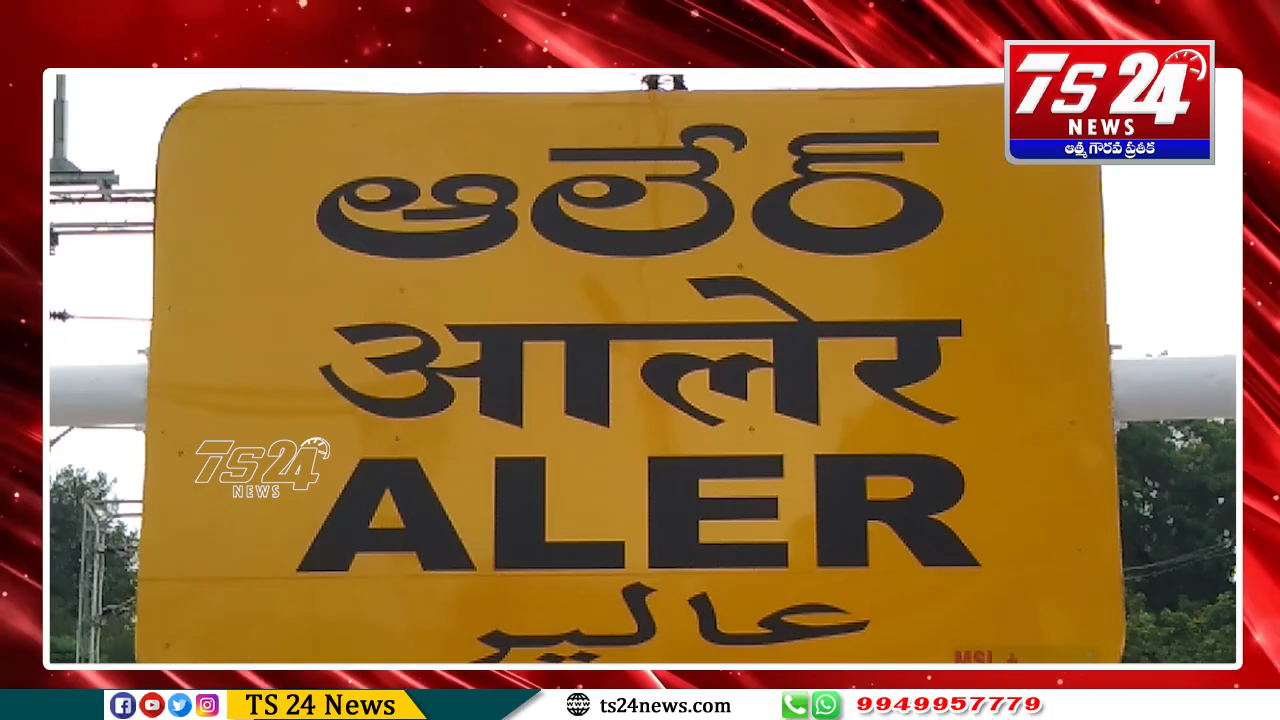 TS 24
NEWS
ఆత్మ గౌరవ ప్రతీక
ఆలేర్
आलेर
ALER
عالیر
TS 24
NEWS
TS 24 News
ts24news.com
9949957779